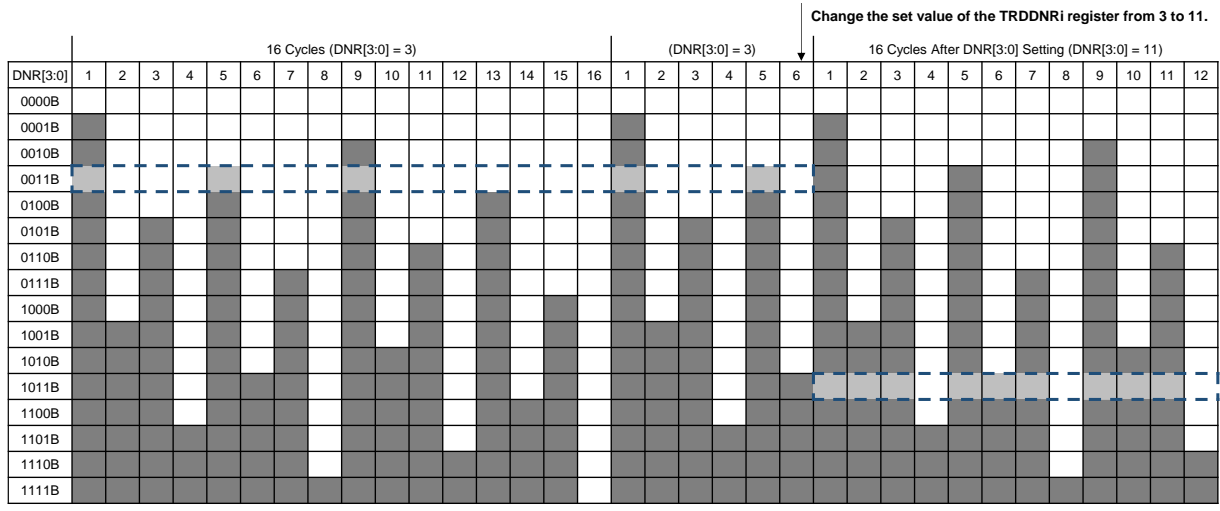 Change the set value of the TRDDNRi register from 3 to 11.
16 Cycles (DNR[3:0] = 3) (DNR[3:0] = 3) 16 Cycles After DNR[3:0] Setting (DNR[3:0] = 11)
DNR[3:0] 1 2 3 4 5 6 7 8 9 10 11 12 13 14 15 16 1 2 3 4 5 6 1 2 3 4 5 6 7 8 9 10 11 12
0000B
0001B
0010B
0011B
0100B
0101B
0110B
0111B
1000B
1001B
1010B
1011B
1100B
1101B
1110B
1111B